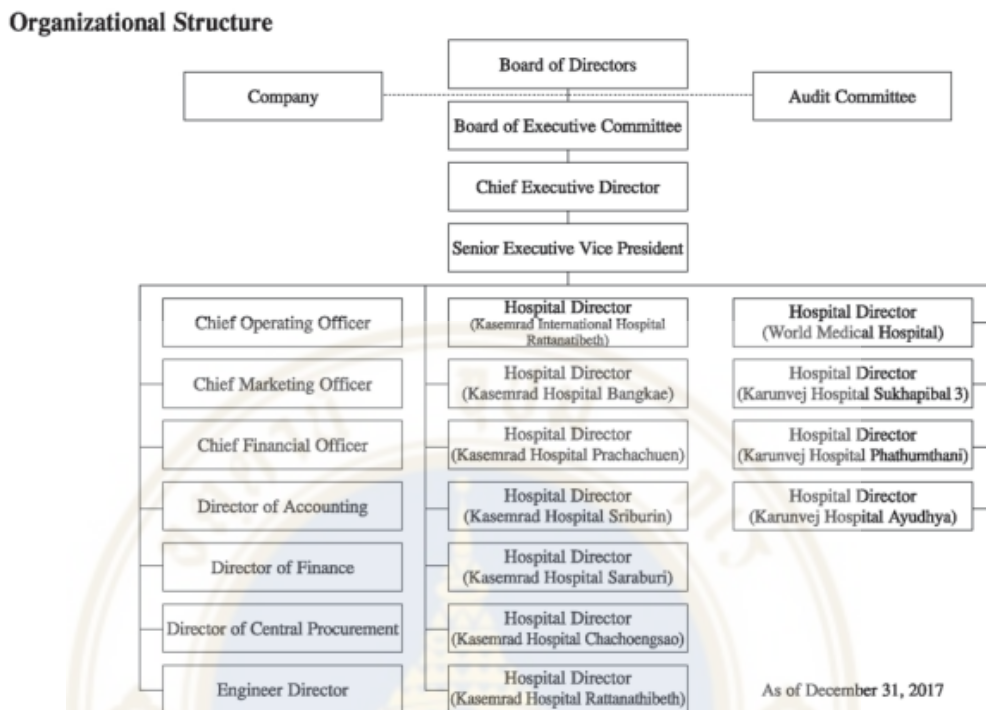 Organizational Structure
Board of Directors
Company
Audit Committee
Board of Executive Committee
Chief Executive Director
Senior Executive Vice President
Chief Operating Officer
Chief Marketing Officer
Chief Financial Officer
Director of Accounting
Director of Finance
Director of Central Procurement
Engineer Director
Hospital Director
(Kasemrad International Hospital
Rattanatibeth)
Hospital Director
(Kasemrad Hospital Bangkae)
Hospital Director
(Kasemrad Hospital Prachachuen)
Hospital Director
(Kasemrad Hospital Sriburin)
Hospital Director
(Kasemrad Hospital Saraburi)
Hospital Director
(Kasemrad Hospital Chachoengsao)
Hospital Director
(Kasemrad Hospital Rattanathibeth)
Hospital Director
(World Medical Hospital)
Hospital Director
(Karunvej Hospital Sukhapibal 3)
Hospital Director
(Karunvej Hospital Phathumthani)
Hospital Director
(Karunvej Hospital Ayudhya)
As of December 31, 2017